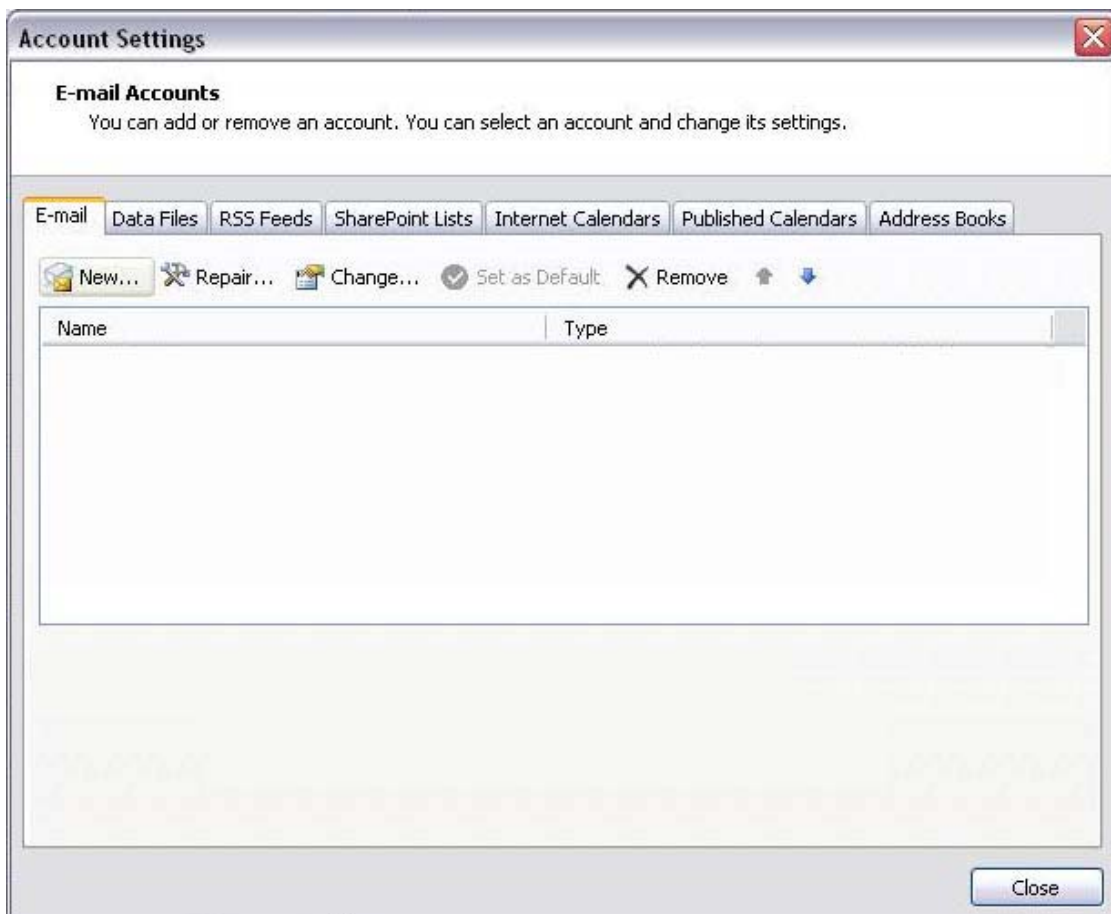 Account Settings
E-mail Accounts
You can add or remove an account. You can select an account and change its settings.
E-mail Data Files RSS Feeds SharePoint Lists Internet Calendars Published Calendars Address Books
New... Repair... Change... Set as Default Remove
Name Type
Close